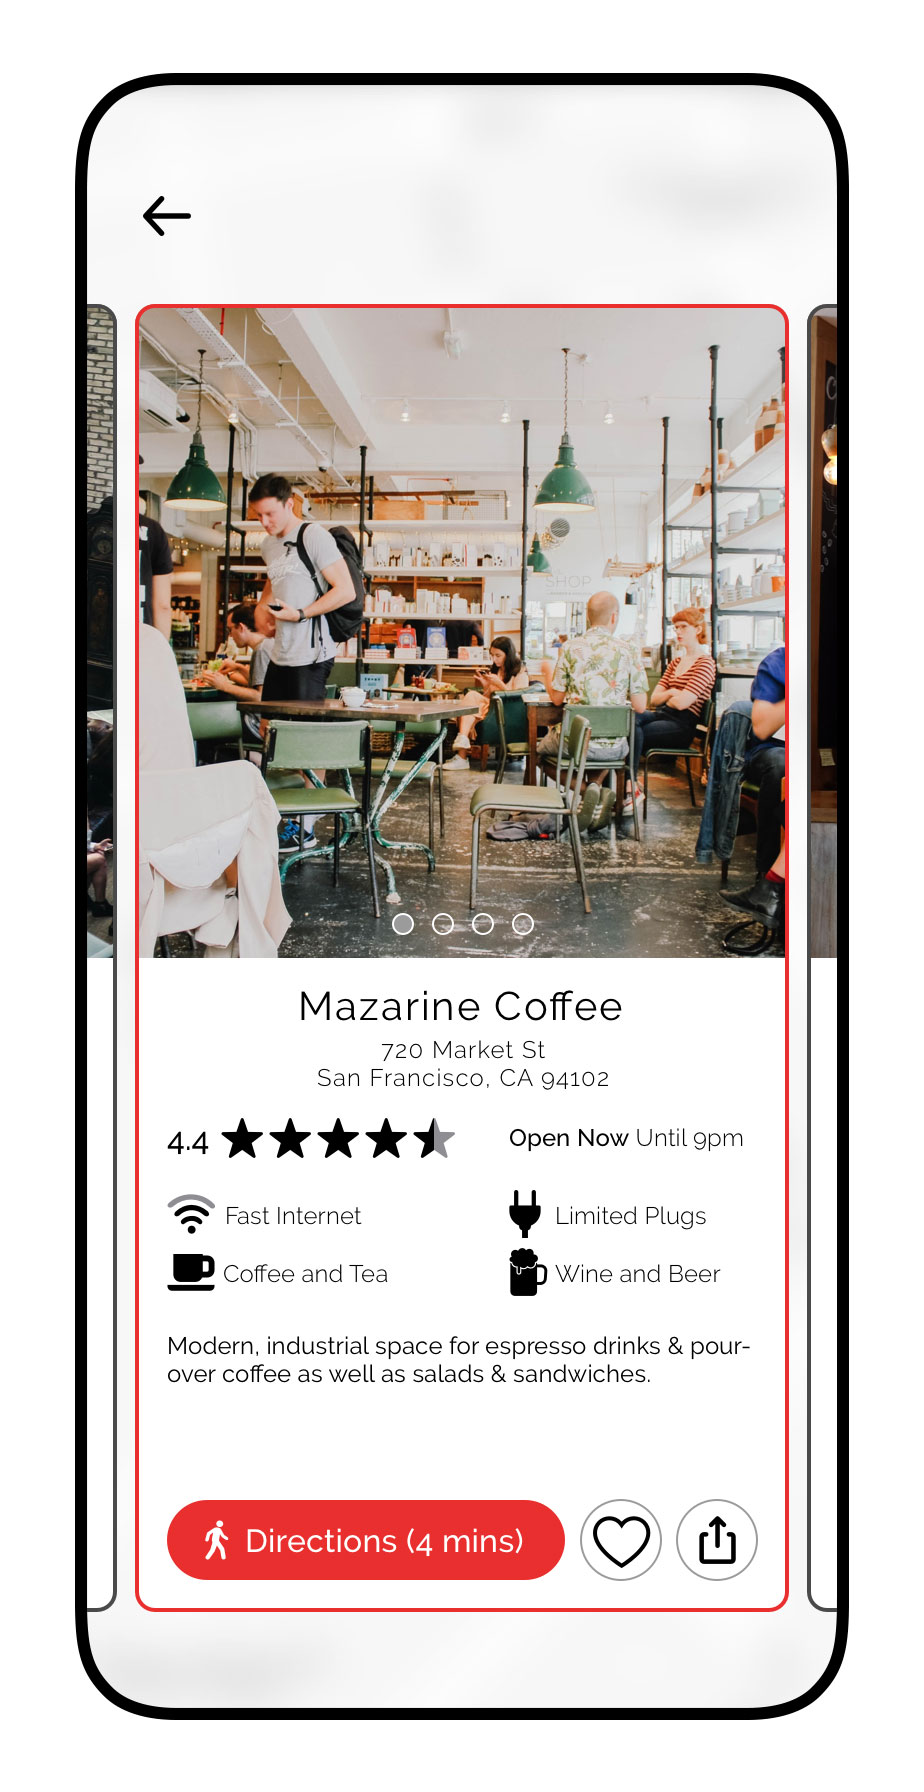 SHOP
Mazarine Coffee
720 Market St
San Francisco, CA 94102
4.4
Open Now Until 9pm
Fast Internet
Limited Plugs
Coffee and Tea
Wine and Beer
Modern, industrial space for espresso drinks & pour-
over coffee as well as salads & sandwiches.
Directions (4 mins)